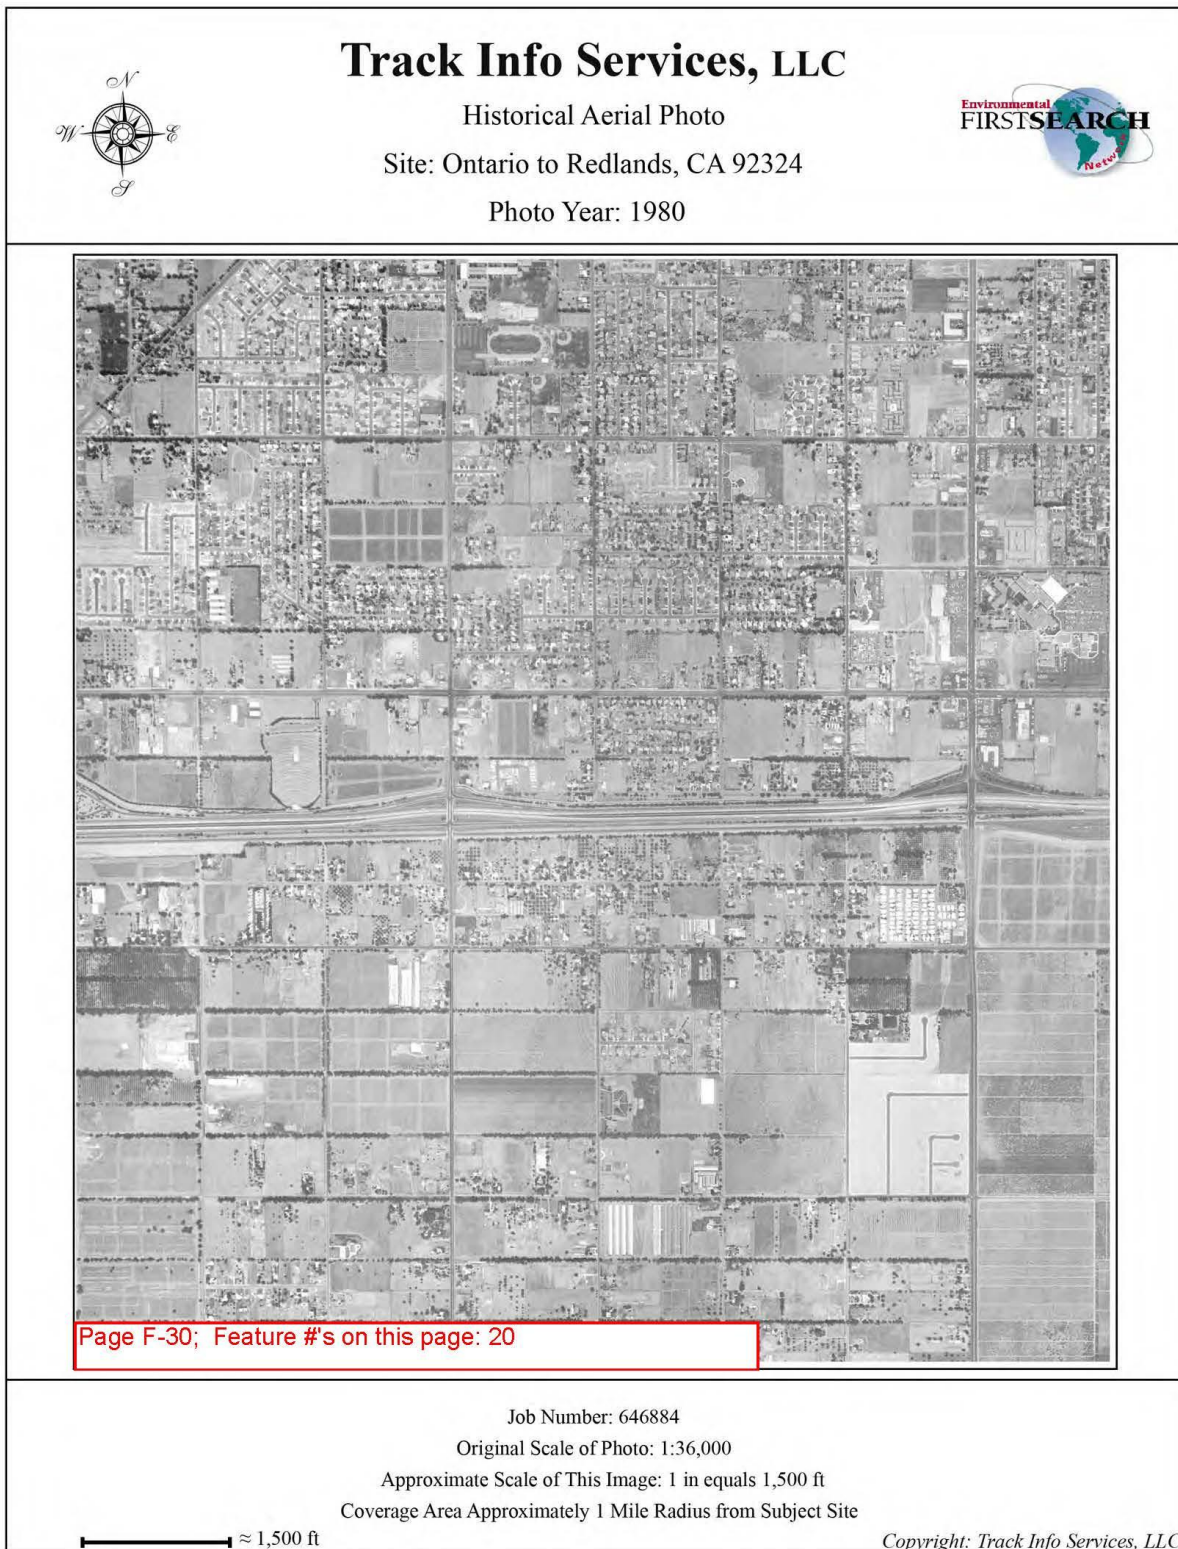 Track Info Services, LLC
Historical Aerial Photo
Site: Ontario to Redlands, CA 92324
Photo Year: 1980
N
W
E
S
Environmental
FIRSTSEARCH
Network
Page F-30; Feature #'s on this page: 20
Job Number: 646884
Original Scale of Photo: 1:36,000
Approximate Scale of This Image: 1 in equals 1,500 ft
Coverage Area Approximately 1 Mile Radius from Subject Site
≈ 1,500 ft
Copyright: Track Info Services, LLC